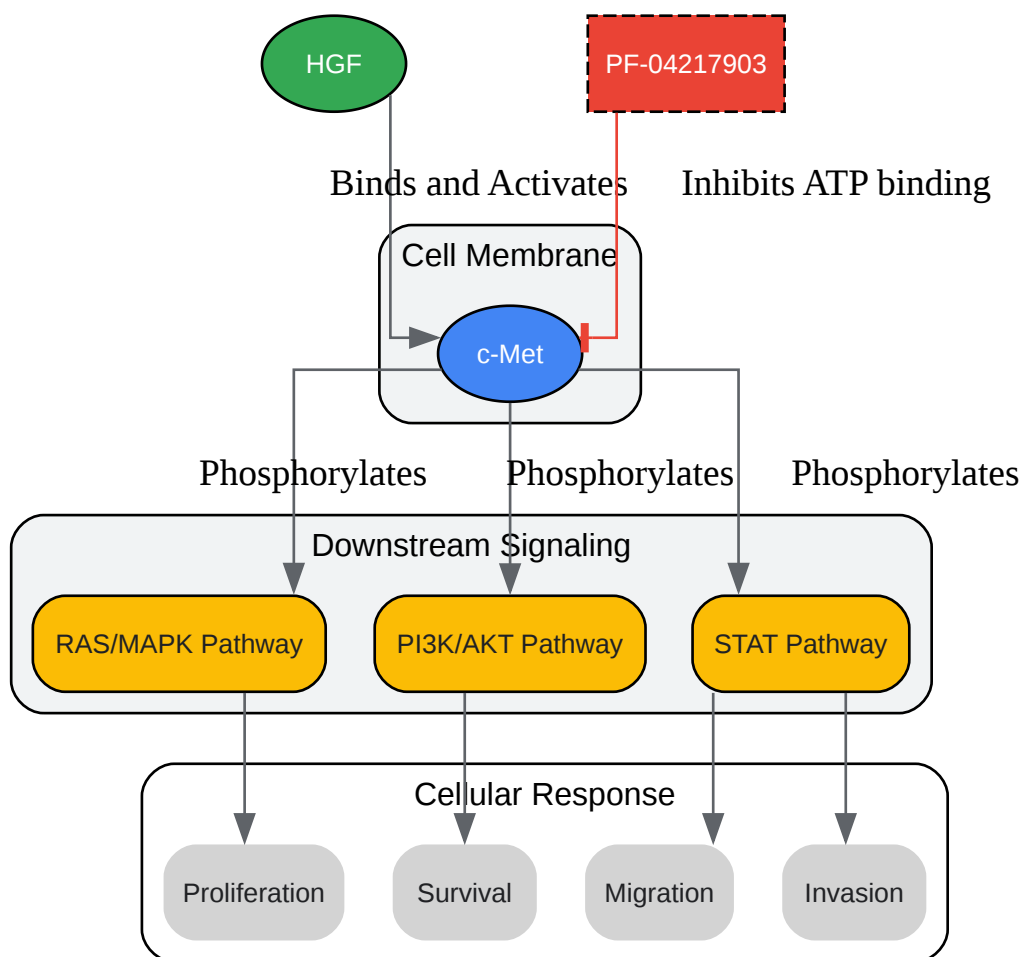 HGF
PF-04217903
Binds and Activates
Inhibits ATP binding
Cell Membrane
c-Met
Phosphorylates
Phosphorylates
Phosphorylates
Downstream Signaling
RAS/MAPK Pathway
PI3K/AKT Pathway
STAT Pathway
Cellular Response
Proliferation
Survival
Migration
Invasion